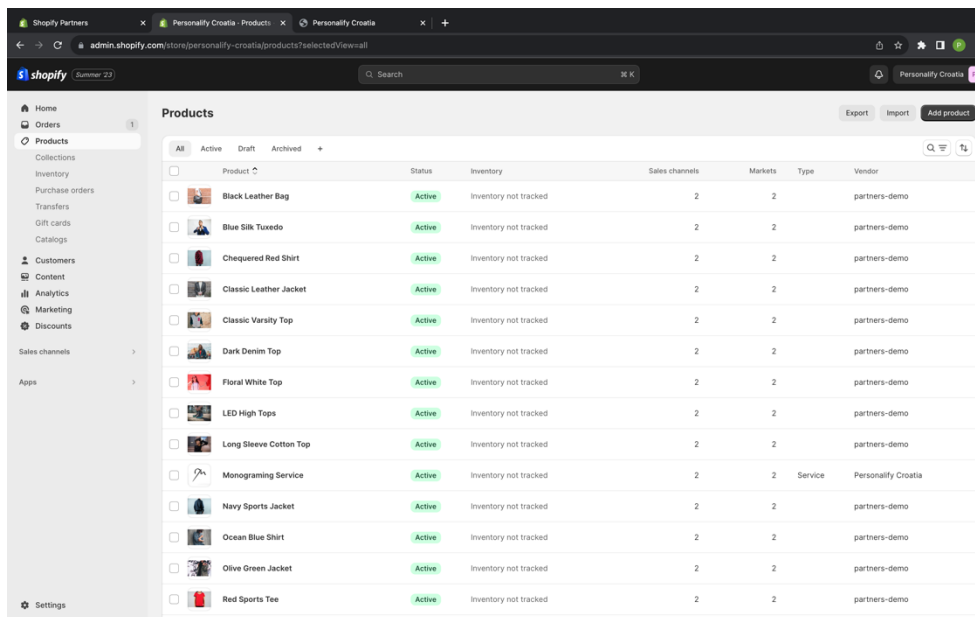 Shopify Partners
Personalify Croatia · Products
Personalify Croatia
admin.shopify.com/store/personalify-croatia/products?selectedView=all
P
shopify Summer '23
Search
⌘ K
Personalify Croatia
Home
Orders 1
Products
Collections
Inventory
Purchase orders
Transfers
Gift cards
Catalogs
Customers
Content
Analytics
Marketing
Discounts
Sales channels
Apps
Settings
Products
Export Import Add product
All Active Draft Archived +
Product Status Inventory Sales channels Markets Type Vendor
Black Leather Bag Active Inventory not tracked 2 2 partners-demo
Blue Silk Tuxedo Active Inventory not tracked 2 2 partners-demo
Chequered Red Shirt Active Inventory not tracked 2 2 partners-demo
Classic Leather Jacket Active Inventory not tracked 2 2 partners-demo
Classic Varsity Top Active Inventory not tracked 2 2 partners-demo
Dark Denim Top Active Inventory not tracked 2 2 partners-demo
Floral White Top Active Inventory not tracked 2 2 partners-demo
LED High Tops Active Inventory not tracked 2 2 partners-demo
Long Sleeve Cotton Top Active Inventory not tracked 2 2 partners-demo
Monograming Service Active Inventory not tracked 2 2 Service Personalify Croatia
Navy Sports Jacket Active Inventory not tracked 2 2 partners-demo
Ocean Blue Shirt Active Inventory not tracked 2 2 partners-demo
Olive Green Jacket Active Inventory not tracked 2 2 partners-demo
Red Sports Tee Active Inventory not tracked 2 2 partners-demo